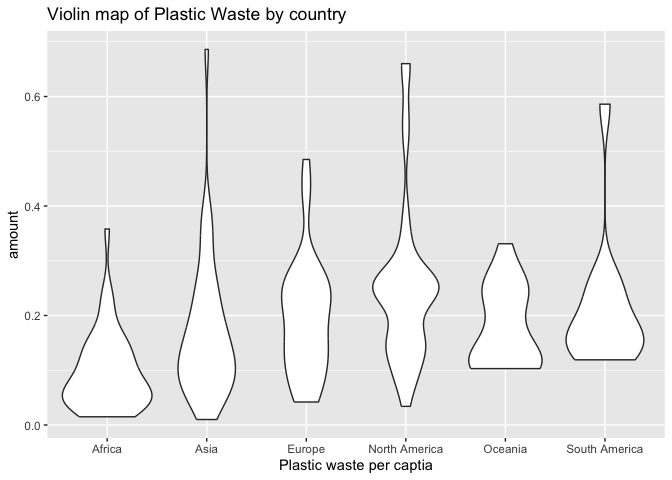 Violin map of Plastic Waste by country
amount
0.6
0.4
0.2
0.0
Africa Asia Europe North America Oceania South America
Plastic waste per captia